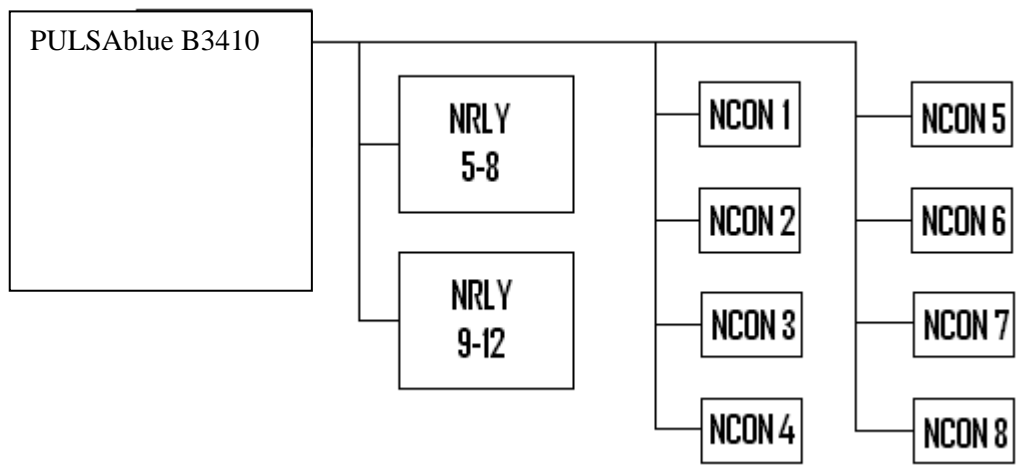 PULSAblue B3410
NRLY
5-8
NRLY
9-12
NCON 1
NCON 2
NCON 3
NCON 4
NCON 5
NCON 6
NCON 7
NCON 8